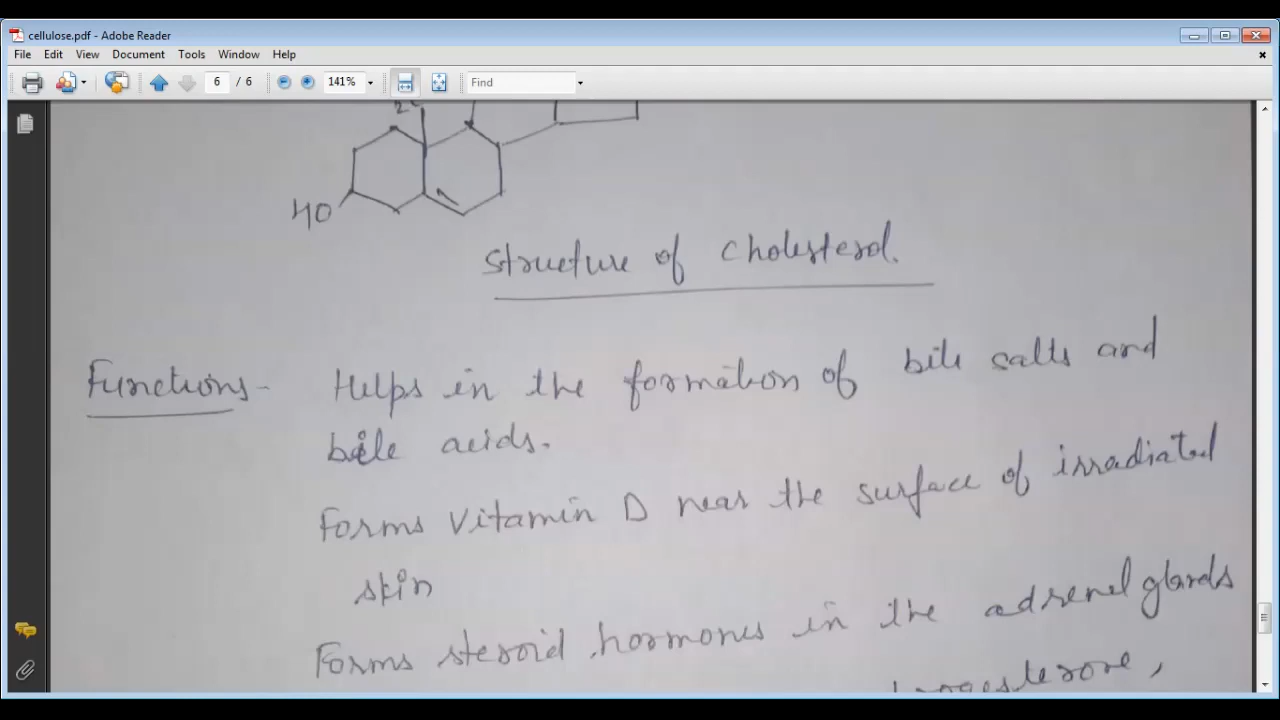 cellulose.pdf - Adobe Reader
File Edit View Document Tools Window Help
6 / 6 141% Find
HO
Structure of Cholesterol.
Functions- Helps in the formation of bile salts and
bile acids.
Forms vitamin D near the surface of irradiated
skin
Forms steroid hormones in the adrenel glands